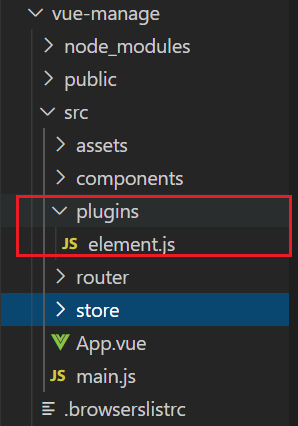 vue-manage
node_modules
public
src
assets
components
plugins
JS element.js
router
store
App.vue
JS main.js
.browserslistrc